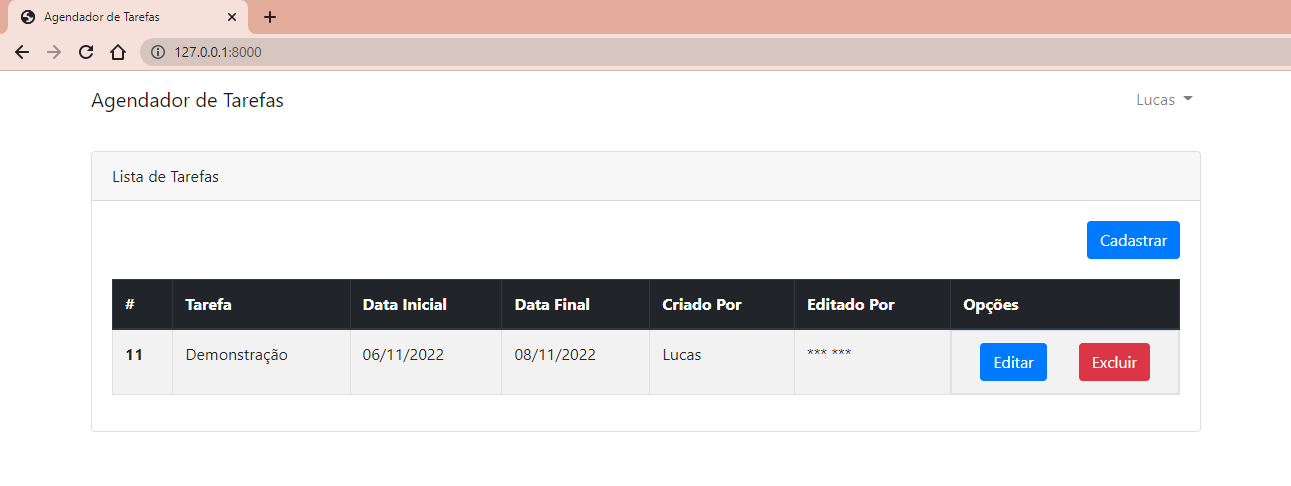 Agendador de Tarefas
127.0.0.1:8000
Agendador de Tarefas Lucas
Lista de Tarefas
Cadastrar
# Tarefa Data Inicial Data Final Criado Por Editado Por Opções
11 Demonstração 06/11/2022 08/11/2022 Lucas *** *** Editar Excluir